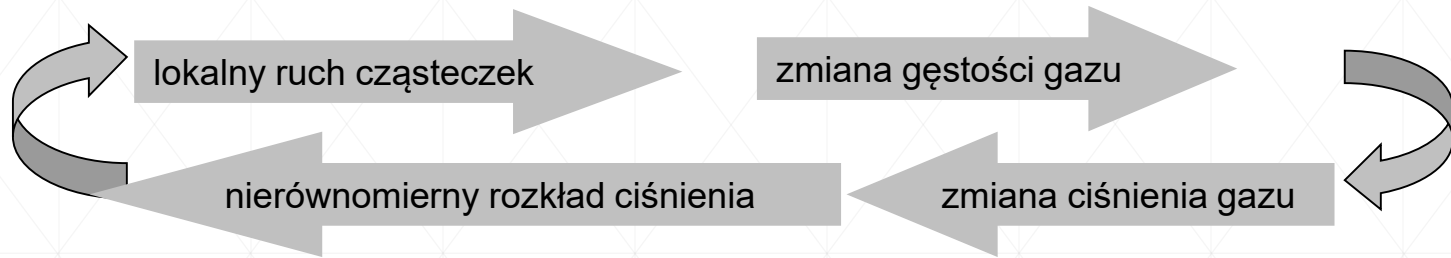 lokalny ruch cząsteczek
zmiana gęstości gazu
nierównomierny rozkład ciśnienia
zmiana ciśnienia gazu